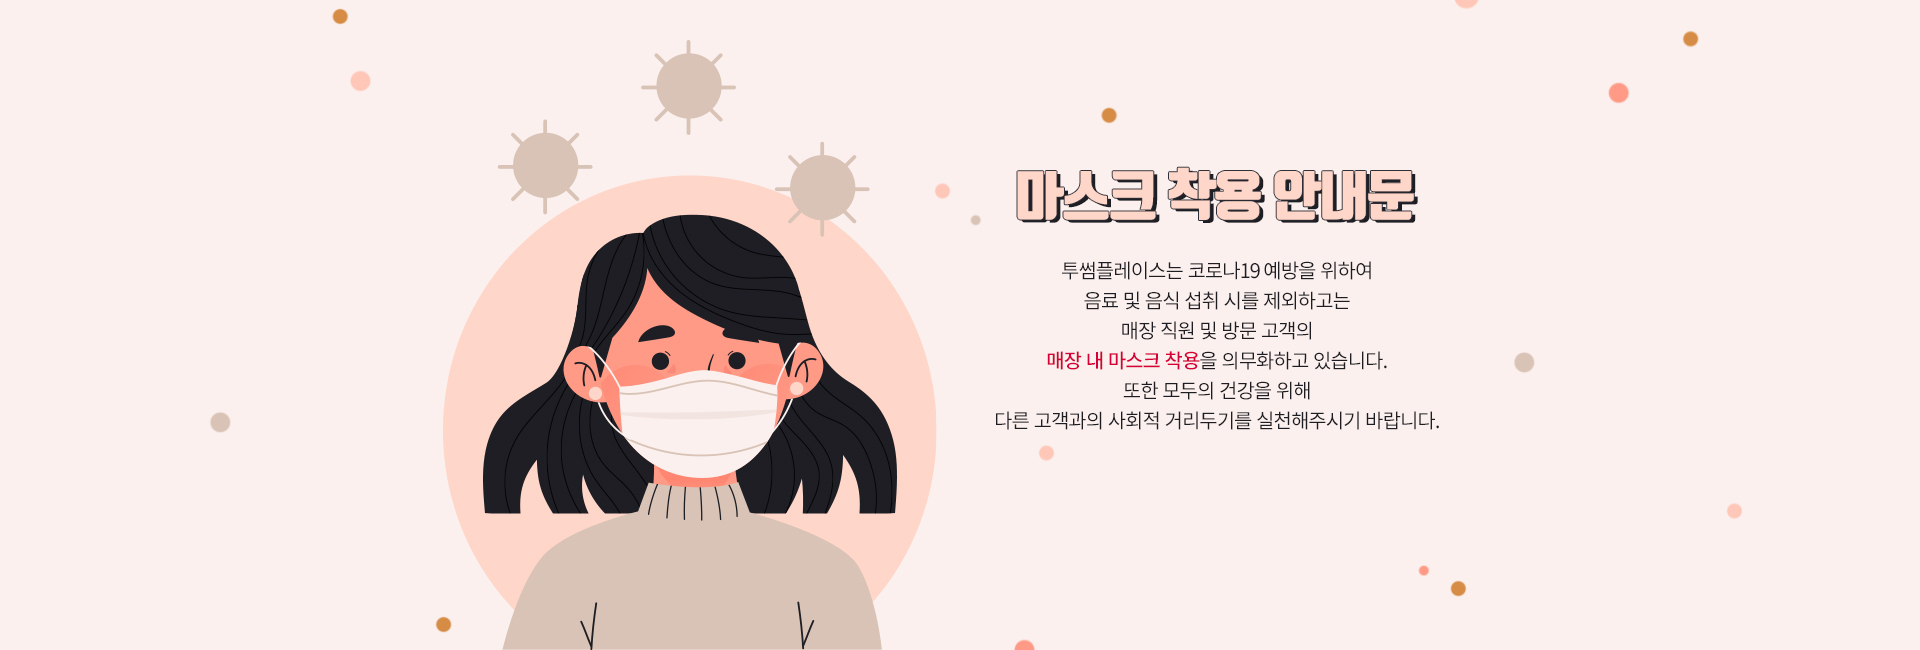 마스크 착용 안내문
투썸플레이스는 코로나19 예방을 위하여
음료 및 음식 섭취 시를 제외하고는
매장 직원 및 방문 고객의
매장 내 마스크 착용을 의무화하고 있습니다.
또한 모두의 건강을 위해
다른 고객과의 사회적 거리두기를 실천해주시기 바랍니다.